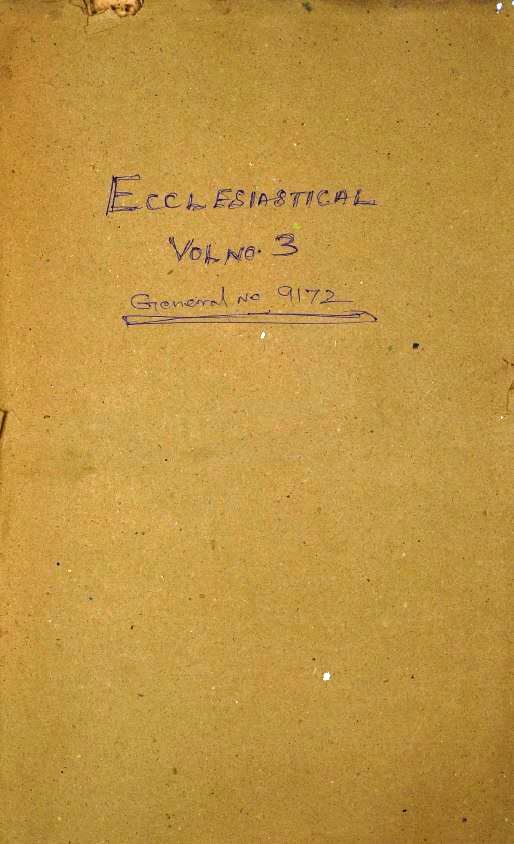 ECCLESIASTICAL
VOL NO. 3
General no 9172